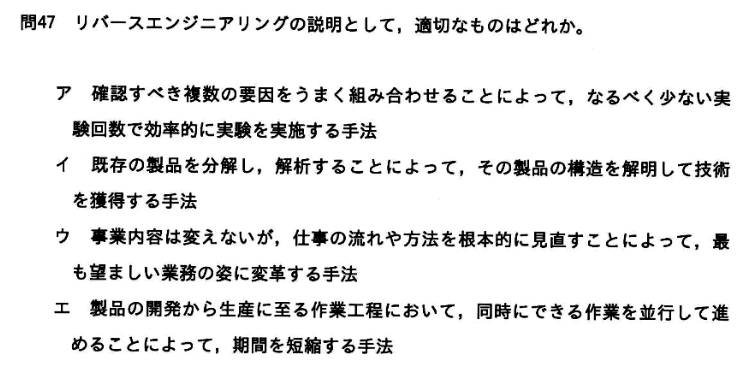 問47 リバースエンジニアリングの説明として，適切なものはどれか。
ア 確認すべき複数の要因をうまく組み合わせることによって，なるべく少ない実
験回数で効率的に実験を実施する手法
イ 既存の製品を分解し，解析することによって，その製品の構造を解明して技術
を獲得する手法
ウ 事業内容は変えないが，仕事の流れや方法を根本的に見直すことによって，最
も望ましい業務の姿に変革する手法
エ 製品の開発から生産に至る作業工程において，同時にできる作業を並行して進
めることによって，期間を短縮する手法